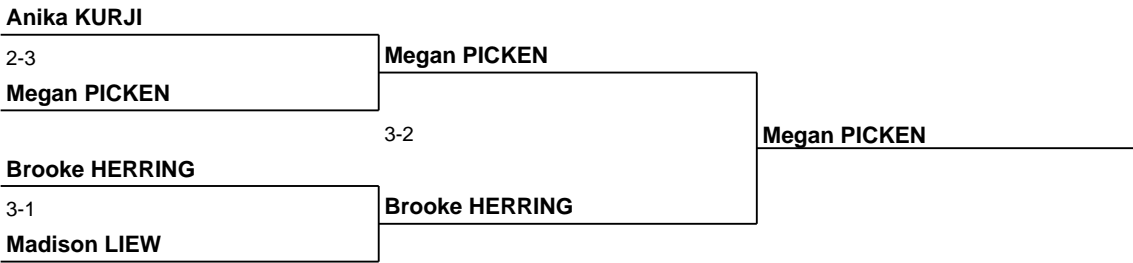 Anika KURJI
2-3
Megan PICKEN
Megan PICKEN
3-2
Megan PICKEN
Brooke HERRING
3-1
Brooke HERRING
Madison LIEW